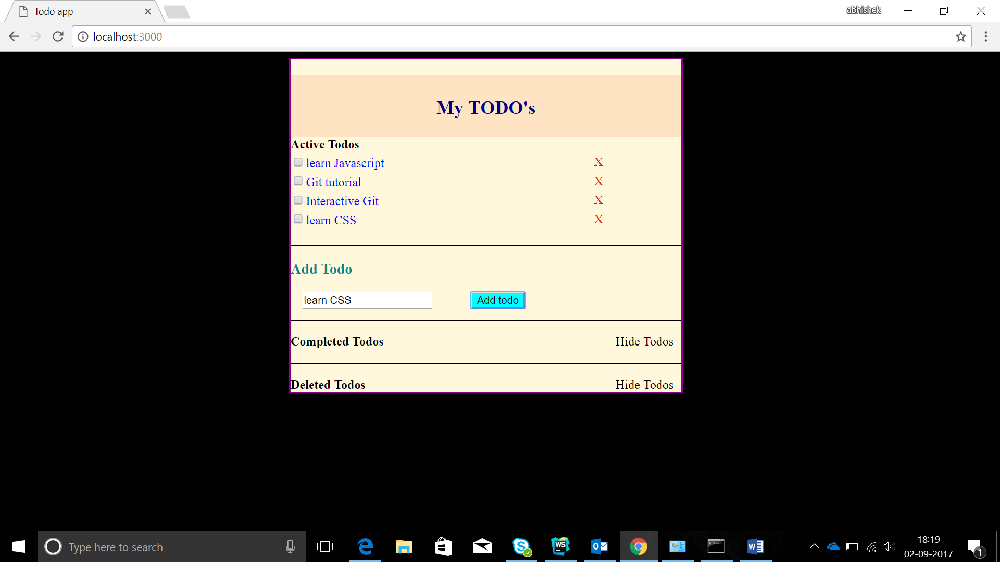 Todo app
abhishek
localhost:3000
My TODO's
Active Todos
learn Javascript X
Git tutorial X
Interactive Git X
learn CSS X
Add Todo
learn CSS Add todo
Completed Todos Hide Todos
Deleted Todos Hide Todos
Type here to search
WS
18:19
02-09-2017
1